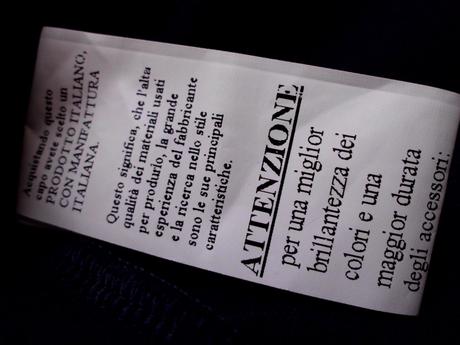 Acquistando questo
capo avete scelto un
PRODOTTO ITALIANO,
CON MANIFATTURA
ITALIANA.
Questo significa, che l'alta
qualità dei materiali usati
per produrlo, la grande
esperienza del fabbricante
e la ricerca nello stile
sono le sue principali
caratteristiche.
ATTENZIONE
per una miglior
brillantezza dei
colori e una
maggior durata
degli accessori: